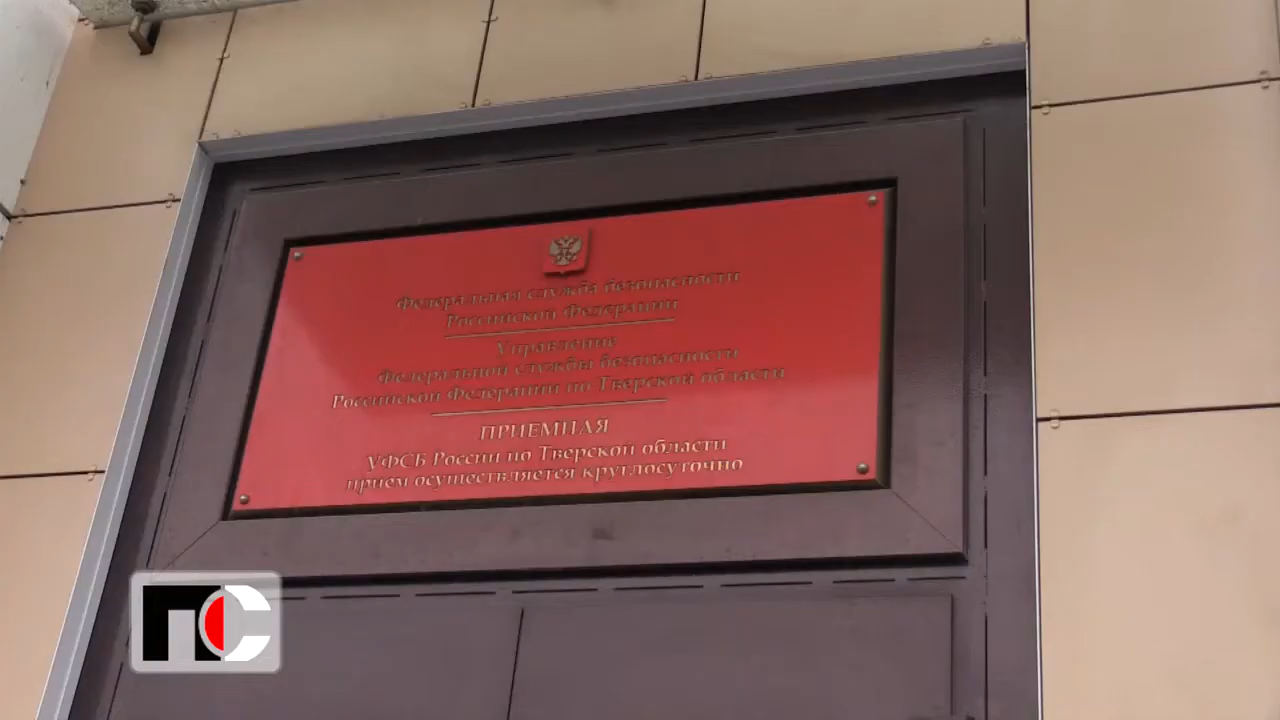 Федеральная служба безопасности
Российской Федерации
Управление
Федеральной службы безопасности
Российской Федерации по Тверской области
ПРИЕМНАЯ
УФСБ России по Тверской области
прием осуществляется круглосуточно
ПС